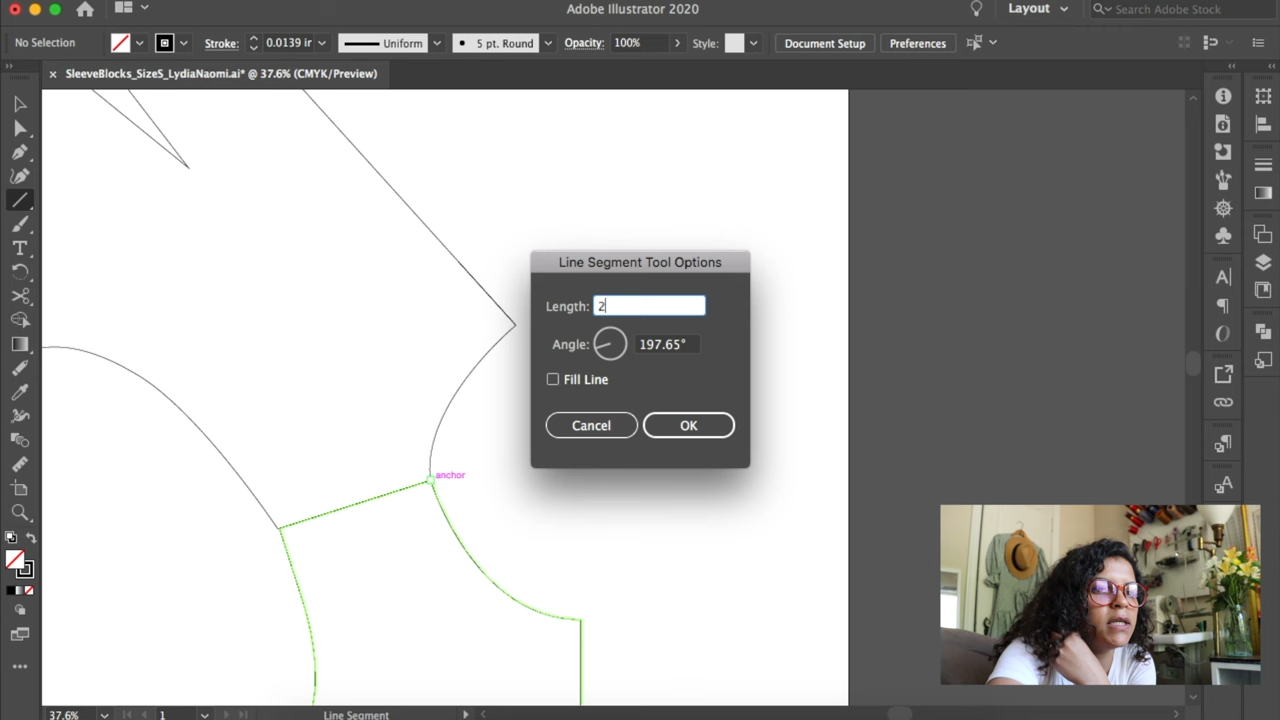 Adobe Illustrator 2020
Layout
Search Adobe Stock
No Selection
Stroke:
0.0139 in
Uniform
5 pt. Round
Opacity:
100%
Style:
Document Setup
Preferences
× SleeveBlocks_SizeS_LydiaNaomi.ai* @ 37.6% (CMYK/Preview)
Line Segment Tool Options
Length: 2
Angle: 197.65°
Fill Line
Cancel
OK
anchor
37.6%
1
Line Segment